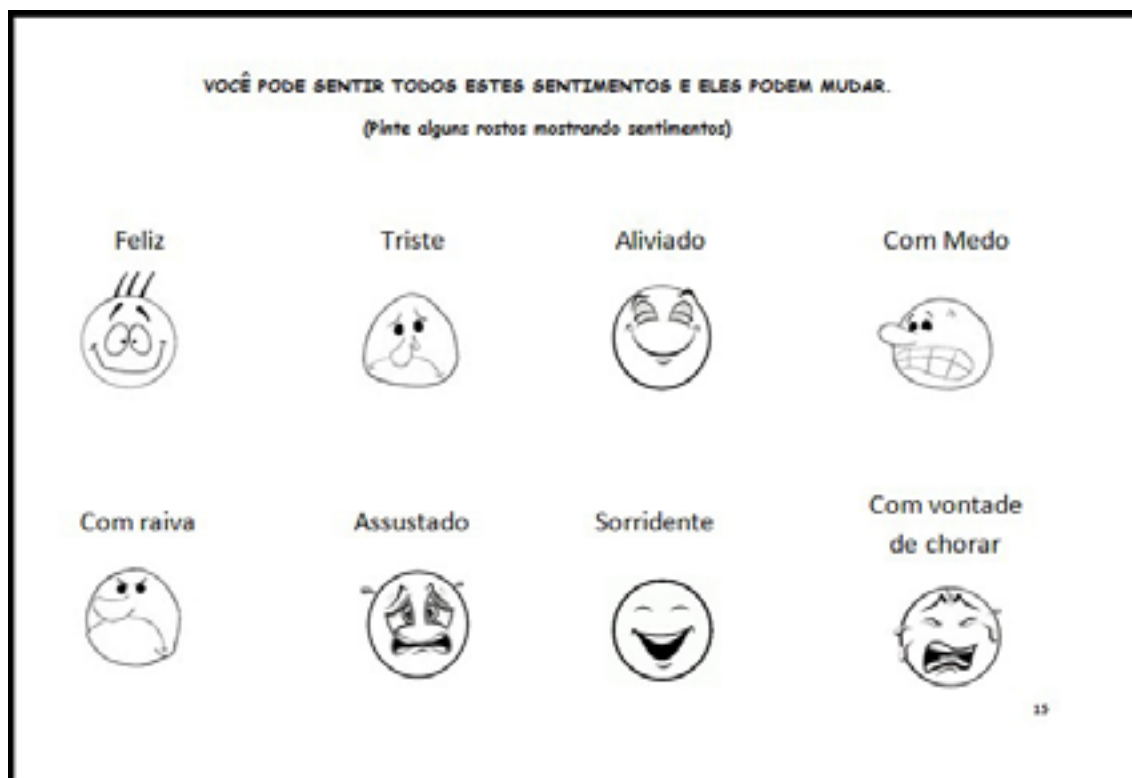 VOCÊ PODE SENTIR TODOS ESTES SENTIMENTOS E ELES PODEM MUDAR.
(Pinte alguns rostos mostrando sentimentos)
Feliz
Triste
Aliviado
Com Medo
Com raiva
Assustado
Sorridente
Com vontade
de chorar
15